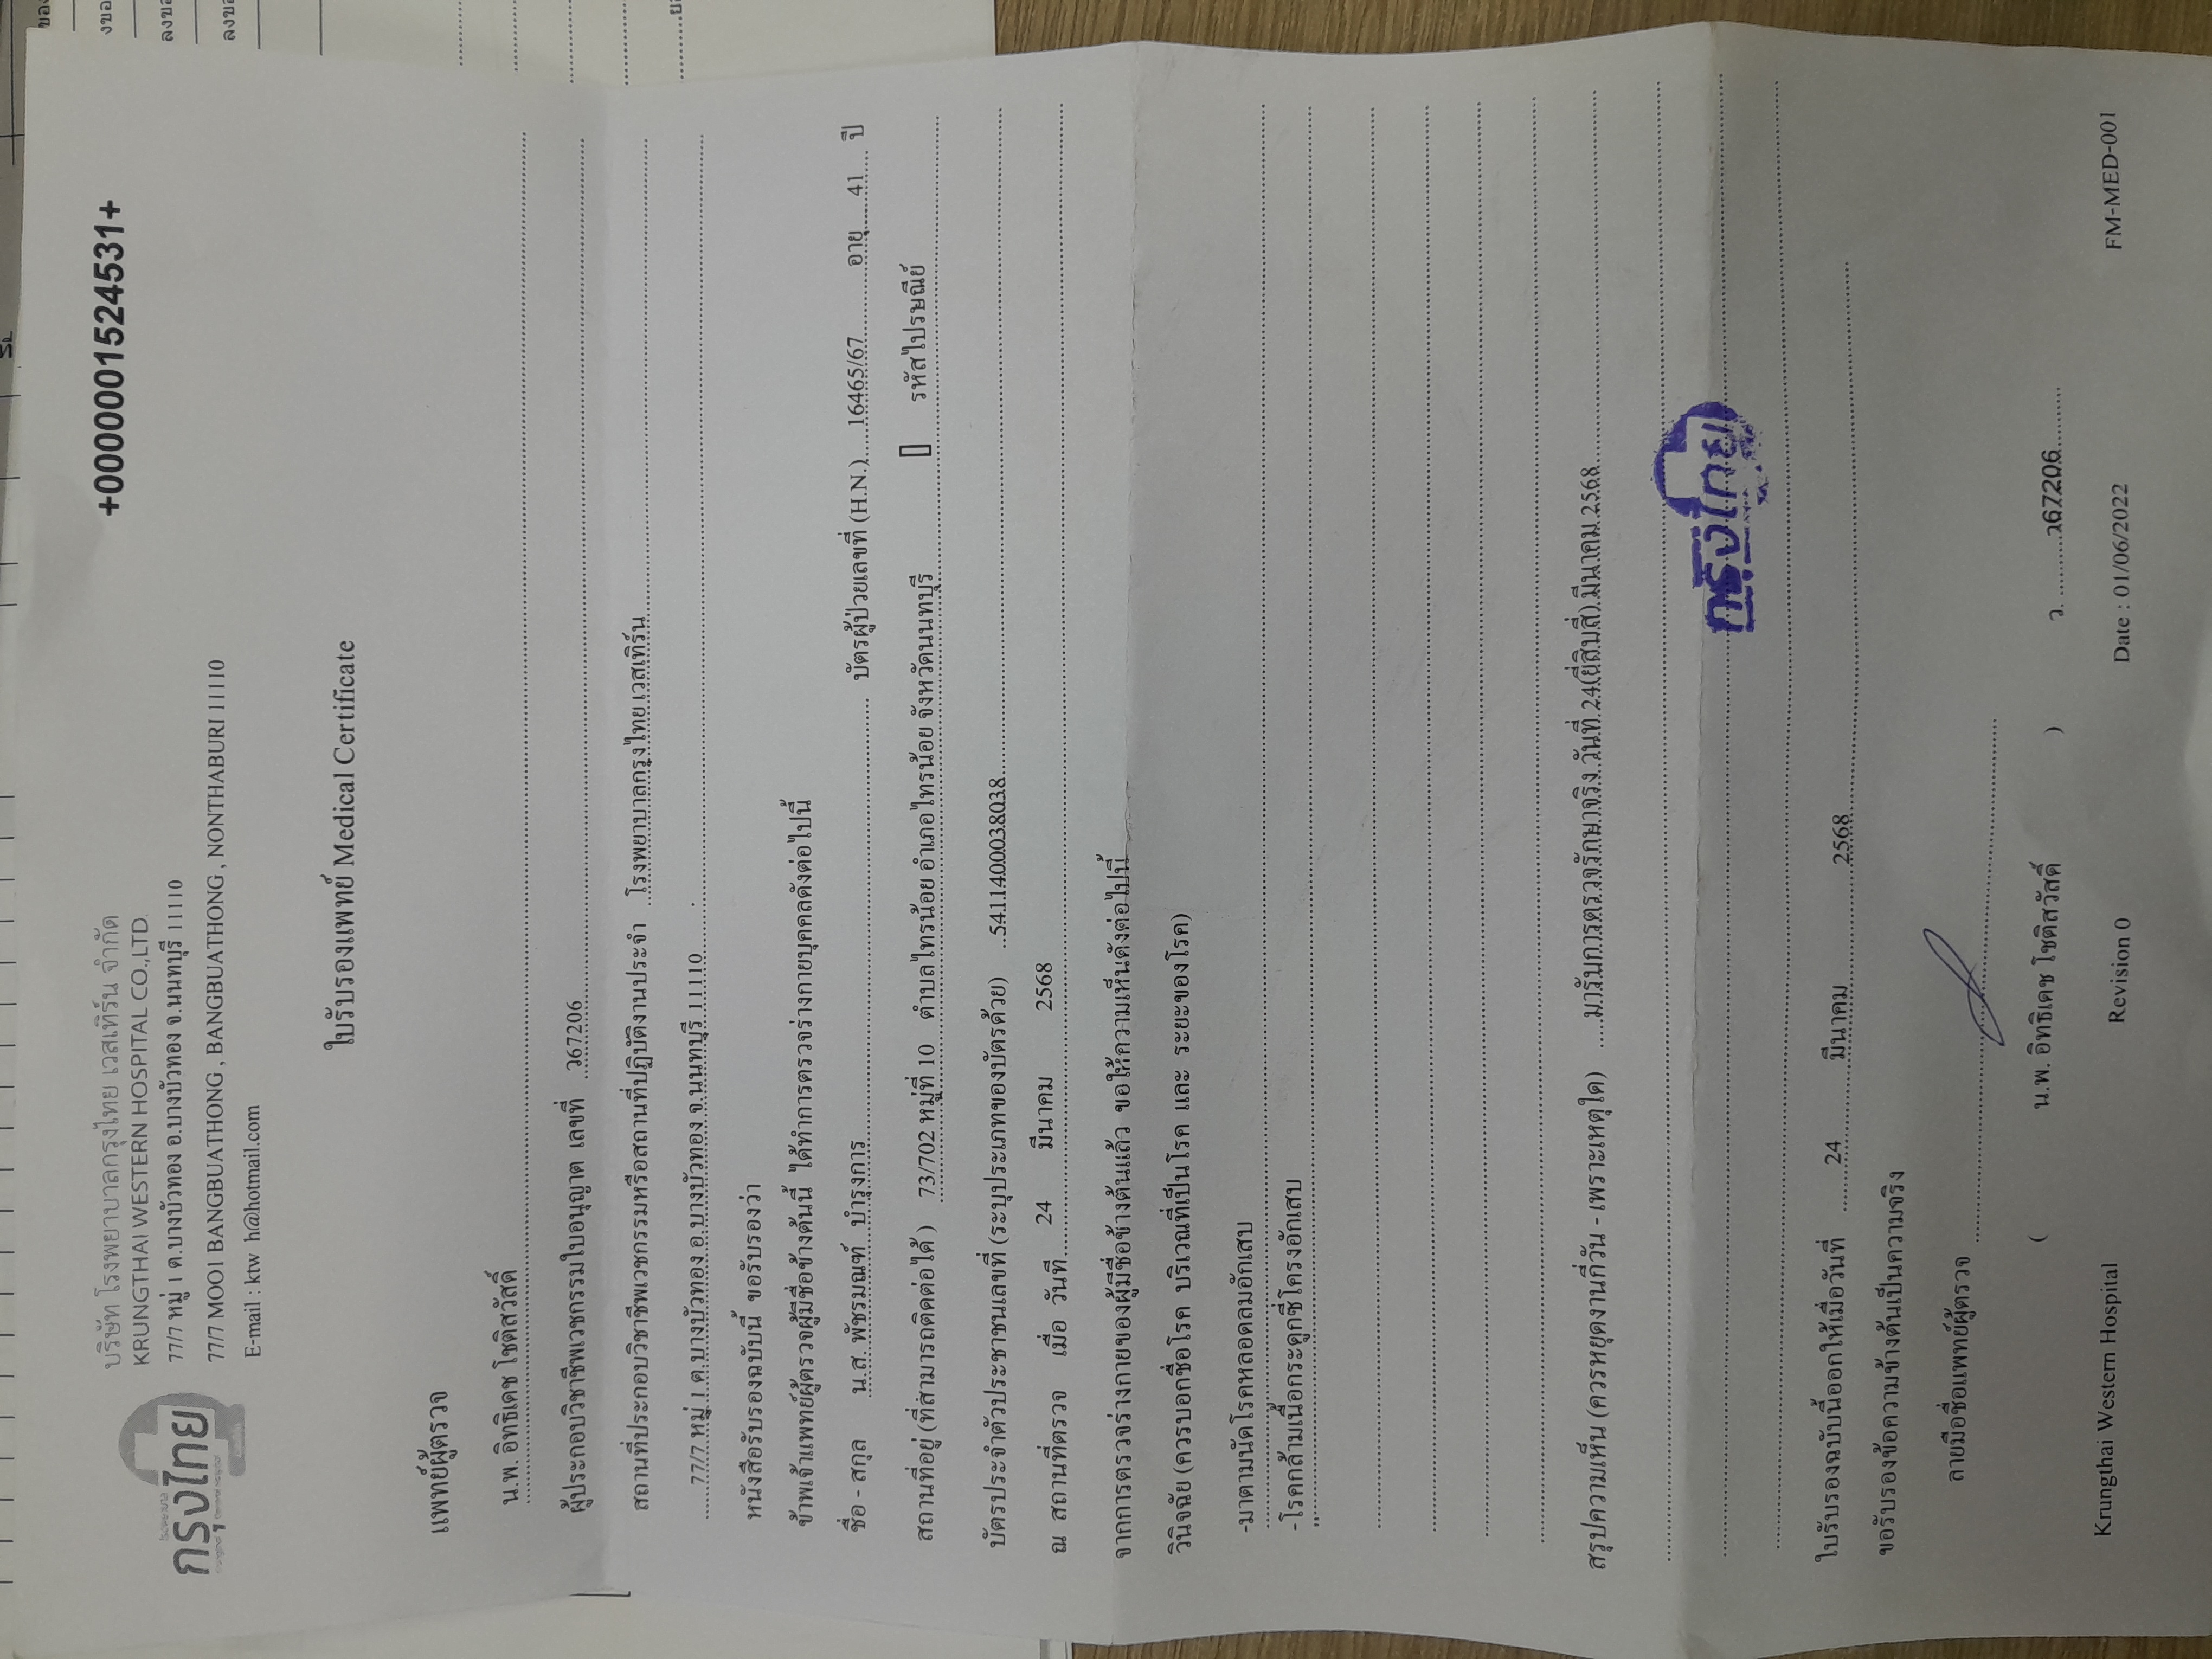 บริษัท โรงพยาบาลกรุงไทย เวสเทิร์น จำกัด
+0000001524531+
KRUNGTHAI WESTERN HOSPITAL CO.,LTD.
โรงพยาบาล
กรุงไทย
77/7 หมู่ 1 ต.บางบัวทอง อ.บางบัวทอง จ.นนทบุรี 11110
77/7 MOO1 BANGBUATHONG , BANGBUATHONG , NONTHABURI 11110
E-mail : ktw h@hotmail.com
ใบรับรองแพทย์ Medical Certificate
แพทย์ผู้ตรวจ
น.พ. อิทธิเดช โชติสวัสดิ์
ผู้ประกอบวิชาชีพเวชกรรมใบอนุญาต เลขที่ ว67206
สถานที่ประกอบวิชาชีพเวชกรรมหรือสถานที่ปฏิบัติงานประจำ โรงพยาบาลกรุงไทย เวสเทิร์น
77/7 หมู่ 1 ต.บางบัวทอง อ.บางบัวทอง จ.นนทบุรี 11110
หนังสือรับรองฉบับนี้ ขอรับรองว่า
ข้าพเจ้าแพทย์ผู้ตรวจผู้มีชื่อข้างต้นนี้ ได้ทำการตรวจร่างกายบุคคลดังต่อไปนี้
ชื่อ - สกุล น.ส. พัชรมณฑ์ บำรุงการ บัตรผู้ป่วยเลขที่ (H.N.) 16465/67 อายุ 41 ปี
สถานที่อยู่ (ที่สามารถติดต่อได้ ) 73/702 หมู่ที่ 10 ตำบลไทรน้อย อำเภอไทรน้อย จังหวัดนนทบุรี รหัสไปรษณีย์
บัตรประจำตัวประชาชนเลขที่ (ระบุประเภทของบัตรด้วย) 5411400038038
ณ สถานที่ตรวจ เมื่อ วันที่ 24 มีนาคม 2568
จากการตรวจร่างกายของผู้มีชื่อข้างต้นแล้ว ขอให้ความเห็นดังต่อไปนี้
วินิจฉัย (ควรบอกชื่อโรค บริเวณที่เป็นโรค และ ระยะของโรค)
-มาตามนัดโรคหลอดลมอักเสบ
-โรคกล้ามเนื้อกระดูกซี่โครงอักเสบ
สรุปความเห็น (ควรหยุดงานกี่วัน - เพราะเหตุใด) มารับการตรวจรักษาจริง วันที่ 24(ยี่สิบสี่) มีนาคม 2568
กรุงไทย
ใบรับรองฉบับนี้ออกให้เมื่อวันที่ 24 มีนาคม 2568
ขอรับรองข้อความข้างต้นเป็นความจริง
ลายมือชื่อแพทย์ผู้ตรวจ
( น.พ. อิทธิเดช โชติสวัสดิ์ ) ว. ว67206
Krungthai Western Hospital Revision 0 Date : 01/06/2022 FM-MED-001